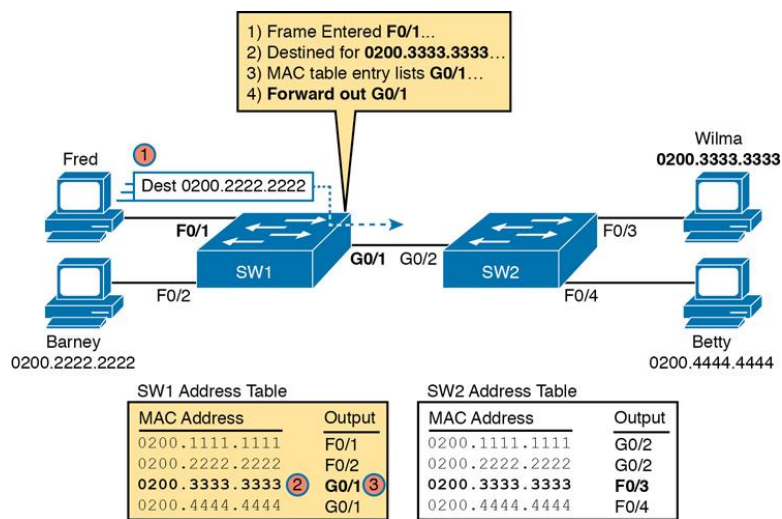 1) Frame Entered F0/1...
2) Destined for 0200.3333.3333...
3) MAC table entry lists G0/1...
4) Forward out G0/1
Fred
1
Dest 0200.2222.2222
Wilma
0200.3333.3333
F0/1
SW1
G0/1
G0/2
SW2
F0/3
F0/2
F0/4
Barney
0200.2222.2222
Betty
0200.4444.4444
SW1 Address Table
MAC Address Output
0200.1111.1111 F0/1
0200.2222.2222 F0/2
0200.3333.3333 2 G0/1 3
0200.4444.4444 G0/1
SW2 Address Table
MAC Address Output
0200.1111.1111 G0/2
0200.2222.2222 G0/2
0200.3333.3333 F0/3
0200.4444.4444 F0/4